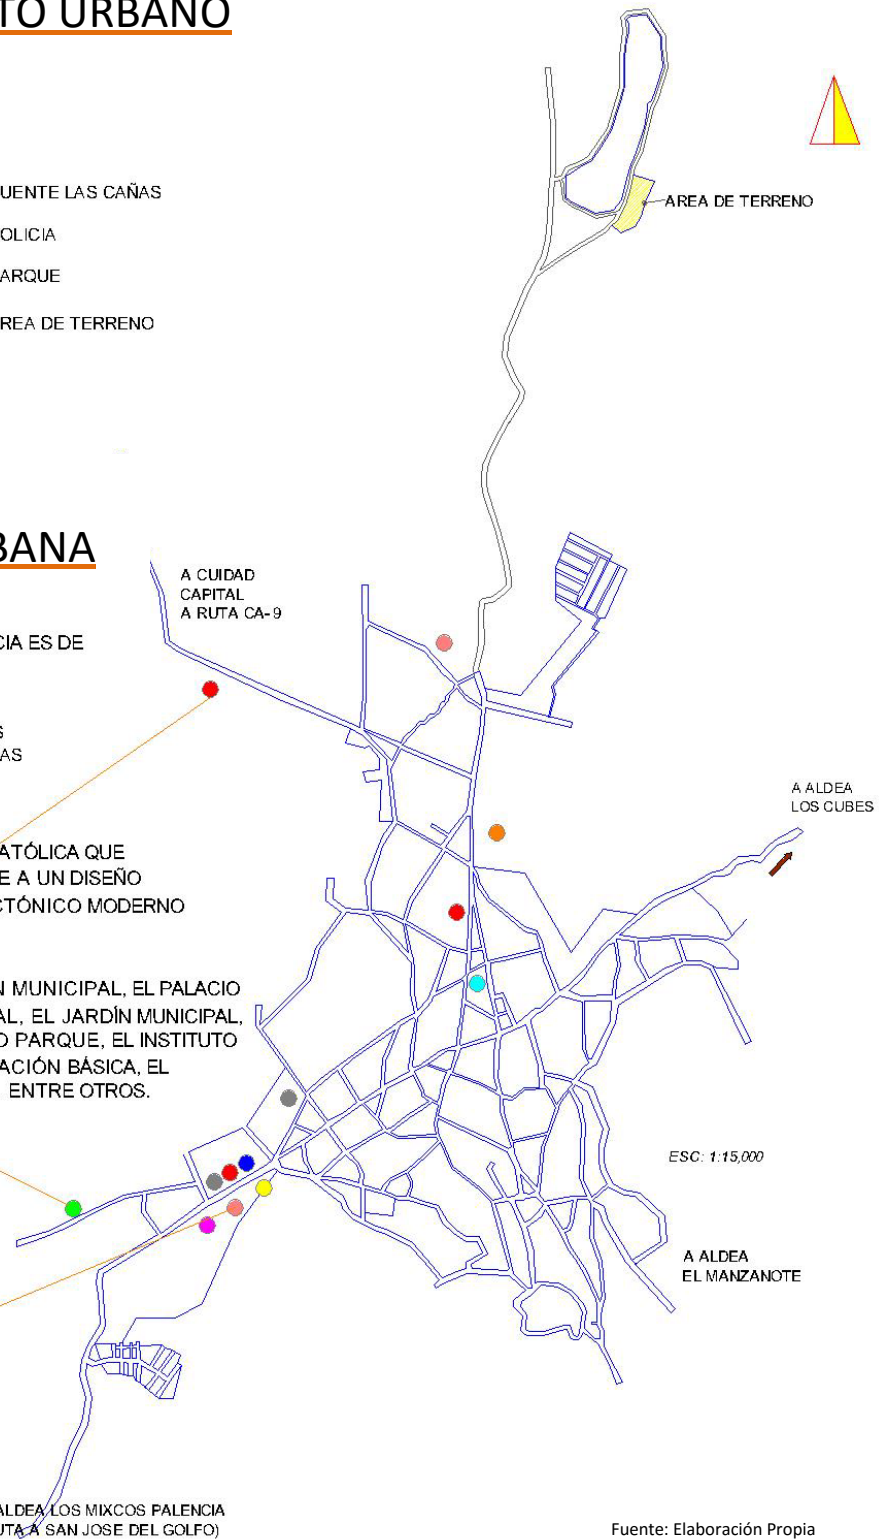 TO URBANO
UENTE LAS CAÑAS
OLICIA
ARQUE
REA DE TERRENO
AREA DE TERRENO
BANA
A CUIDAD
CAPITAL
A RUTA CA-9
CIA ES DE
S
AS
A ALDEA
LOS CUBES
ATÓLICA QUE
E A UN DISEÑO
CTÓNICO MODERNO
N MUNICIPAL, EL PALACIO
AL, EL JARDÍN MUNICIPAL,
O PARQUE, EL INSTITUTO
ACIÓN BÁSICA, EL
ENTRE OTROS.
ESC: 1:15,000
A ALDEA
EL MANZANOTE
ALDEA LOS MIXCOS PALENCIA
UTA A SAN JOSE DEL GOLFO)
Fuente: Elaboración Propia